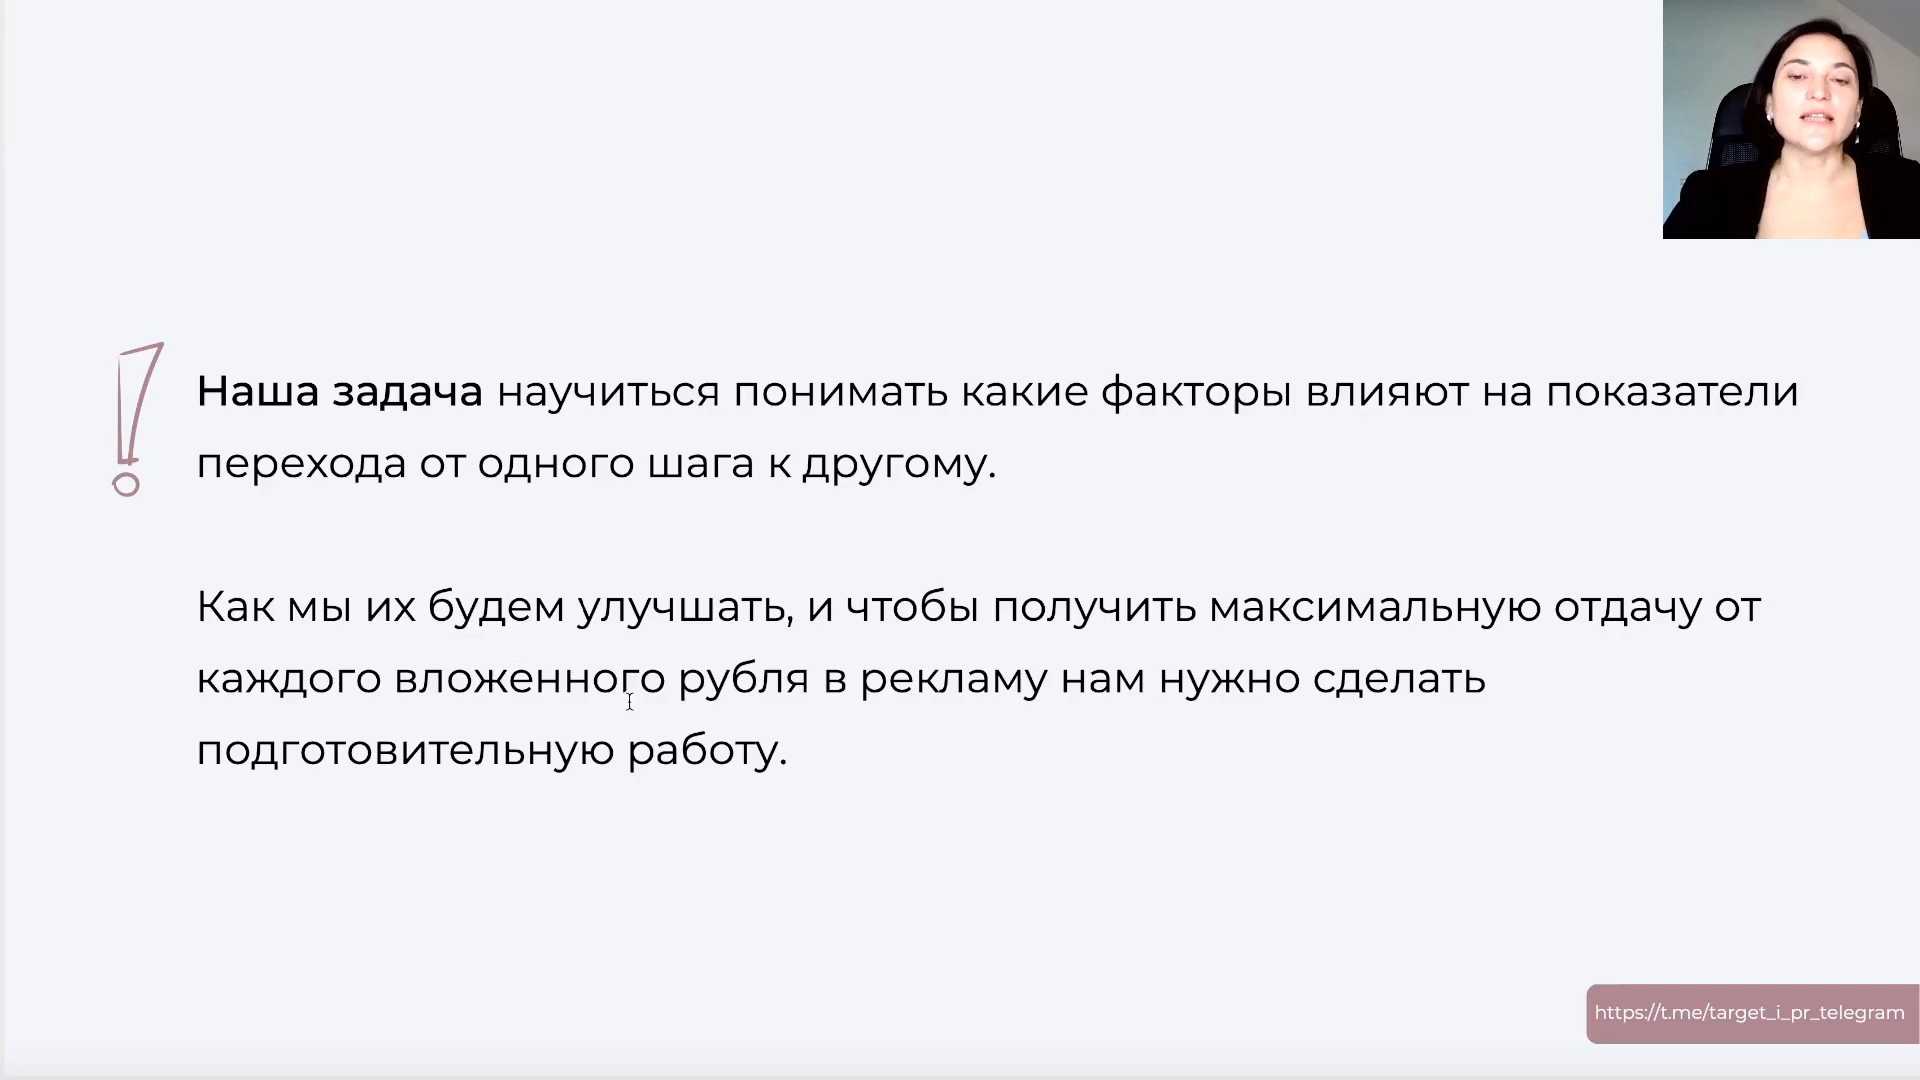 Наша задача научиться понимать какие факторы влияют на показатели
перехода от одного шага к другому.
Как мы их будем улучшать, и чтобы получить максимальную отдачу от
каждого вложенного рубля в рекламу нам нужно сделать
подготовительную работу.
https://t.me/target_i_pr_telegram